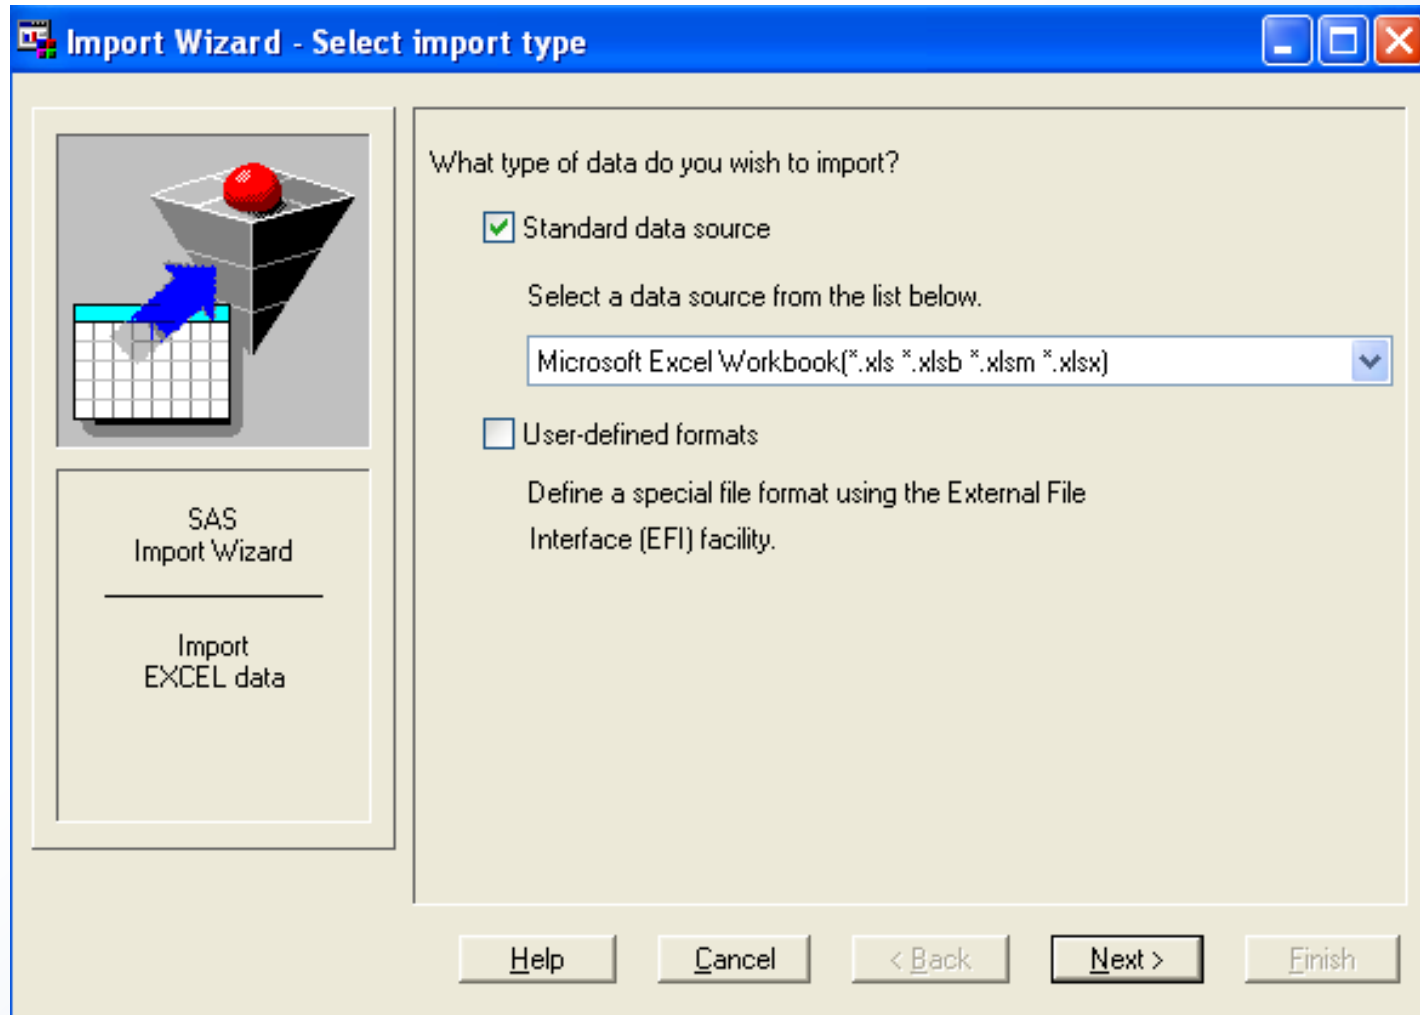 Import Wizard - Select import type
What type of data do you wish to import?
Standard data source
Select a data source from the list below.
Microsoft Excel Workbook(*.xls *.xlsb *.xlsm *.xlsx)
User-defined formats
Define a special file format using the External File
Interface (EFI) facility.
SAS
Import Wizard
Import
EXCEL data
Help
Cancel
< Back
Next >
Finish